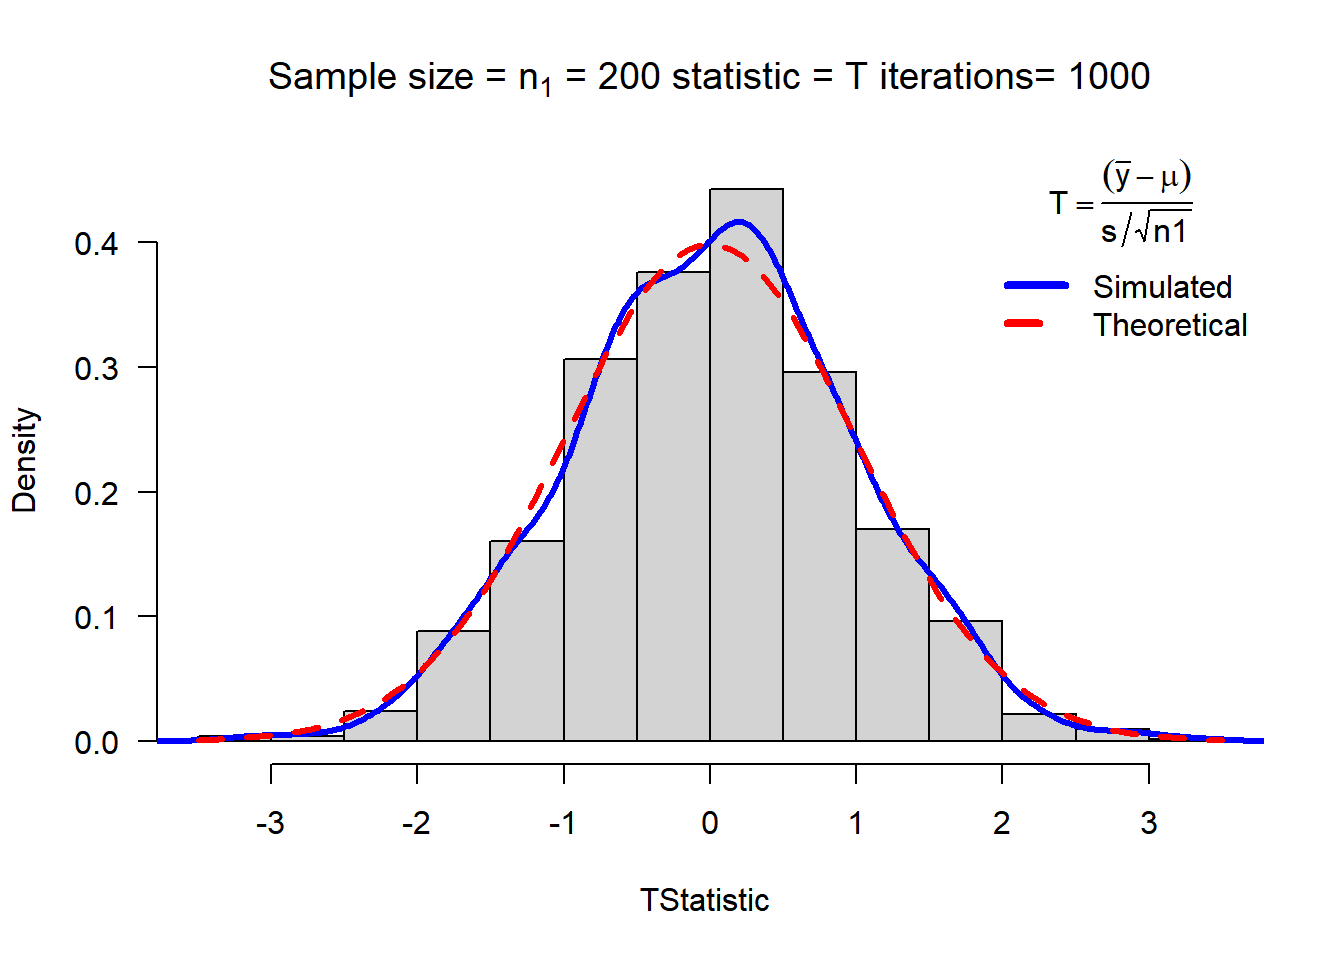 Sample size = n₁ = 200 statistic = T iterations= 1000
T = (y̅ − μ) / s/√n1
Simulated
Theoretical
Density
0.4
0.3
0.2
0.1
0.0
-3 -2 -1 0 1 2 3
TStatistic